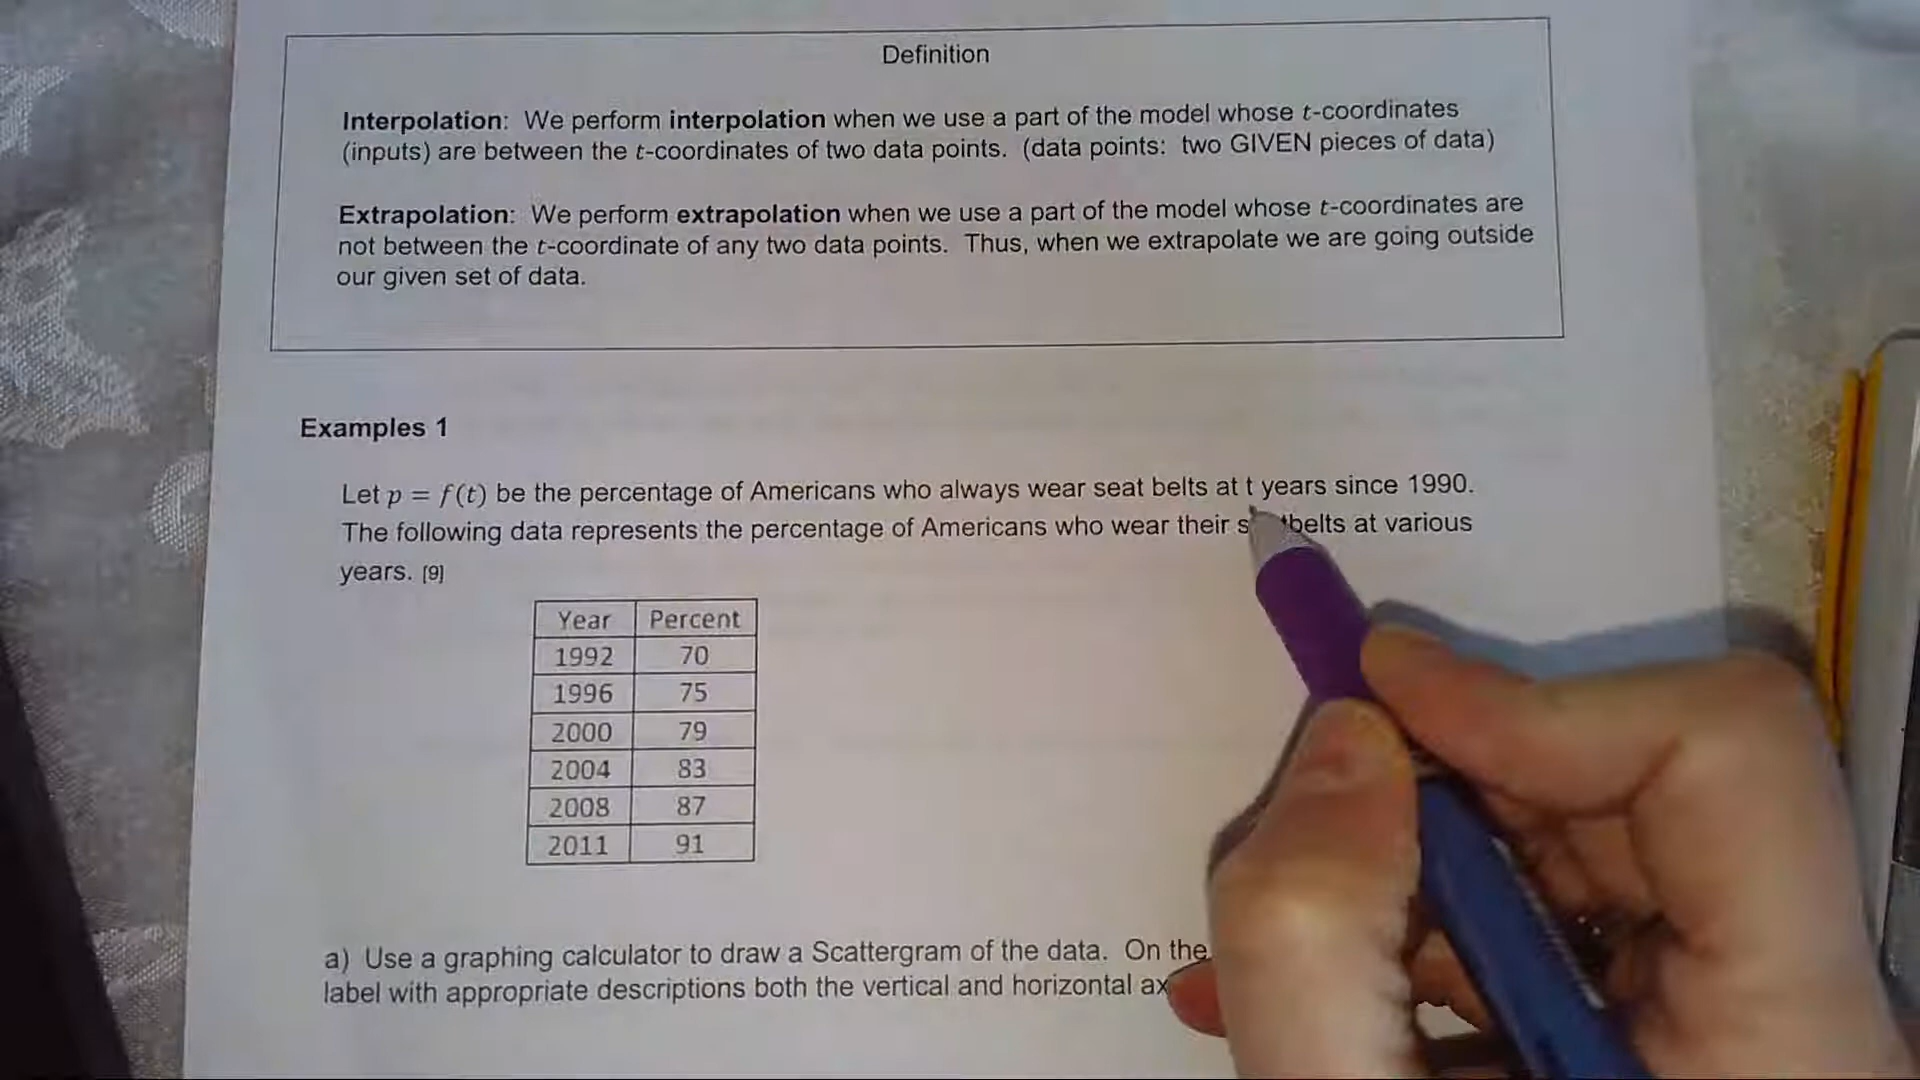 Definition
Interpolation: We perform interpolation when we use a part of the model whose t-coordinates
(inputs) are between the t-coordinates of two data points. (data points: two GIVEN pieces of data)
Extrapolation: We perform extrapolation when we use a part of the model whose t-coordinates are
not between the t-coordinate of any two data points. Thus, when we extrapolate we are going outside
our given set of data.
Examples 1
Let p = f(t) be the percentage of Americans who always wear seat belts at t years since 1990.
The following data represents the percentage of Americans who wear their at various
years. [9]
Year Percent
1992 70
1996 75
2000 79
2004 83
2008 87
2011 91
a) Use a graphing calculator to draw a Scattergram of the data. On the
label with appropriate descriptions both the vertical and horizontal